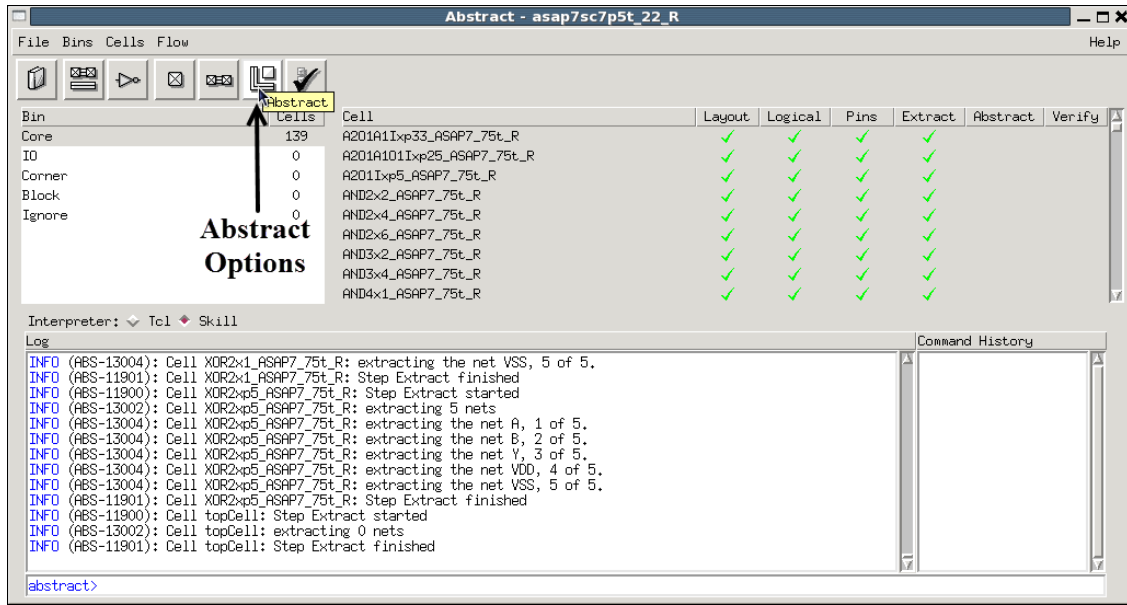 Abstract - asap7sc7p5t_22_R
File Bins Cells Flow Help
Abstract
Bin Cells
Core 139
IO 0
Corner 0
Block 0
Ignore 0
Abstract
Options
Cell Layout Logical Pins Extract Abstract Verify
A2O1A1Ixp33_ASAP7_75t_R
A2O1A1O1Ixp25_ASAP7_75t_R
A2O1Ixp5_ASAP7_75t_R
AND2x2_ASAP7_75t_R
AND2x4_ASAP7_75t_R
AND2x6_ASAP7_75t_R
AND3x2_ASAP7_75t_R
AND3x4_ASAP7_75t_R
AND4x1_ASAP7_75t_R
Interpreter: Tcl Skill
Log
INFO (ABS-13004): Cell XOR2x1_ASAP7_75t_R: extracting the net VSS, 5 of 5.
INFO (ABS-11901): Cell XOR2x1_ASAP7_75t_R: Step Extract finished
INFO (ABS-11900): Cell XOR2xp5_ASAP7_75t_R: Step Extract started
INFO (ABS-13002): Cell XOR2xp5_ASAP7_75t_R: extracting 5 nets
INFO (ABS-13004): Cell XOR2xp5_ASAP7_75t_R: extracting the net A, 1 of 5.
INFO (ABS-13004): Cell XOR2xp5_ASAP7_75t_R: extracting the net B, 2 of 5.
INFO (ABS-13004): Cell XOR2xp5_ASAP7_75t_R: extracting the net Y, 3 of 5.
INFO (ABS-13004): Cell XOR2xp5_ASAP7_75t_R: extracting the net VDD, 4 of 5.
INFO (ABS-13004): Cell XOR2xp5_ASAP7_75t_R: extracting the net VSS, 5 of 5.
INFO (ABS-11901): Cell XOR2xp5_ASAP7_75t_R: Step Extract finished
INFO (ABS-11900): Cell topCell: Step Extract started
INFO (ABS-13002): Cell topCell: extracting 0 nets
INFO (ABS-11901): Cell topCell: Step Extract finished
Command History
abstract>